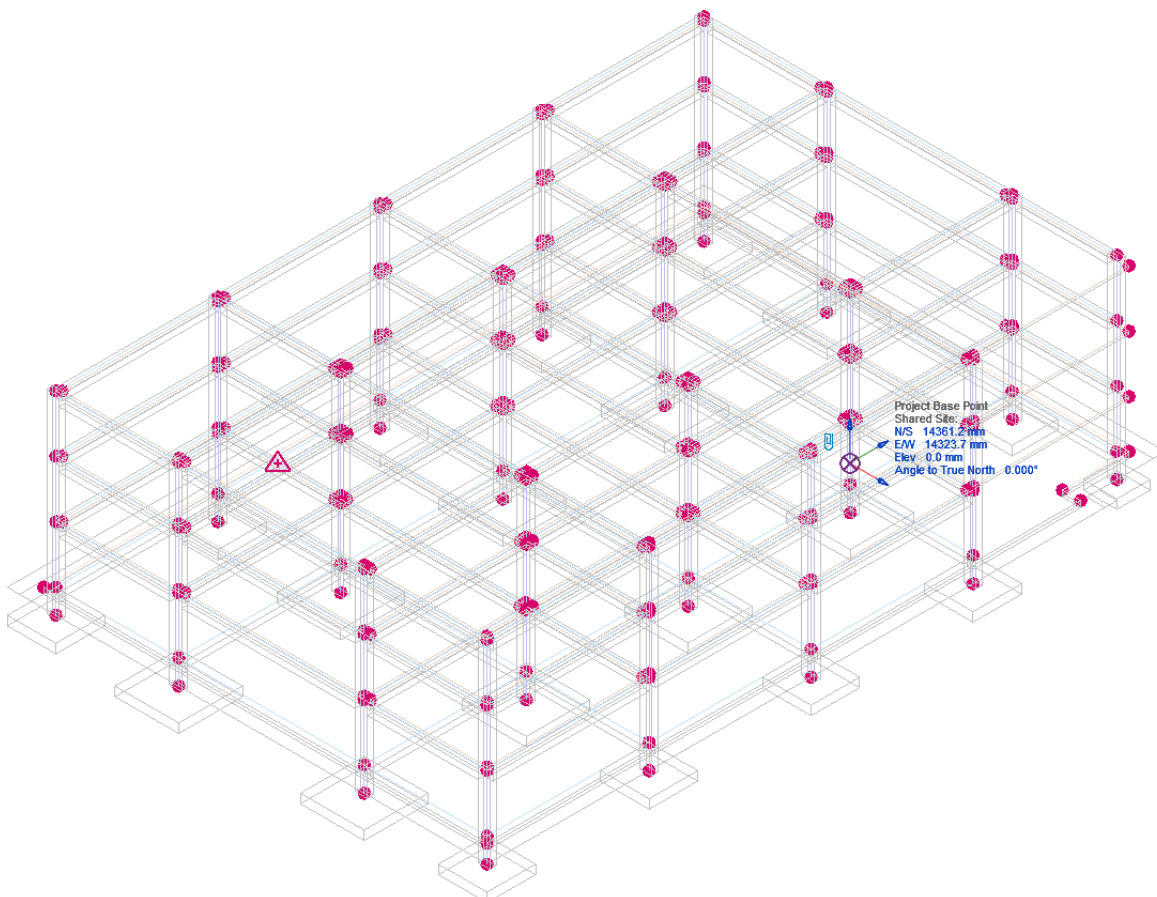 Project Base Point
Shared Site:
N/S 14361.2 mm
E/W 14323.7 mm
Elev 0.0 mm
Angle to True North 0.000°